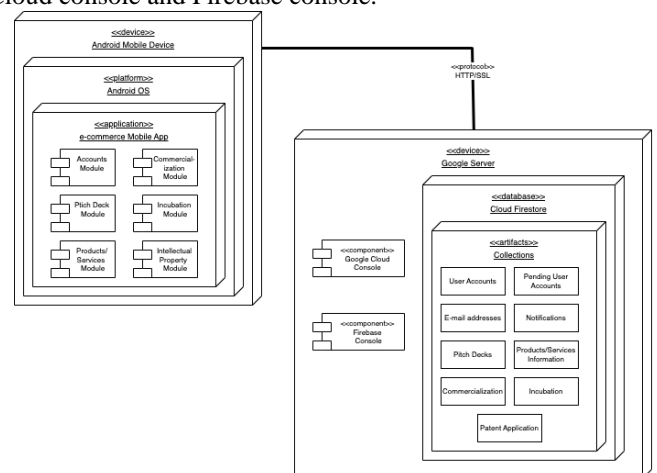 Cloud console and Firebase console.
<<device>>
Android Mobile Device
<<platform>>
Android OS
<<application>>
e-commerce Mobile App
Accounts
Module
Commercial-
ization
Module
Pitch Deck
Module
Incubation
Module
Products/
Services
Module
Intellectual
Property
Module
<<protocol>>
HTTP/SSL
<<device>>
Google Server
<<database>>
Cloud Firestore
<<artifacts>>
Collections
<<component>>
Google Cloud
Console
<<component>>
Firebase
Console
User Accounts
Pending User
Accounts
E-mail addresses
Notifications
Pitch Decks
Products/Services
Information
Commercialization
Incubation
Patent Application